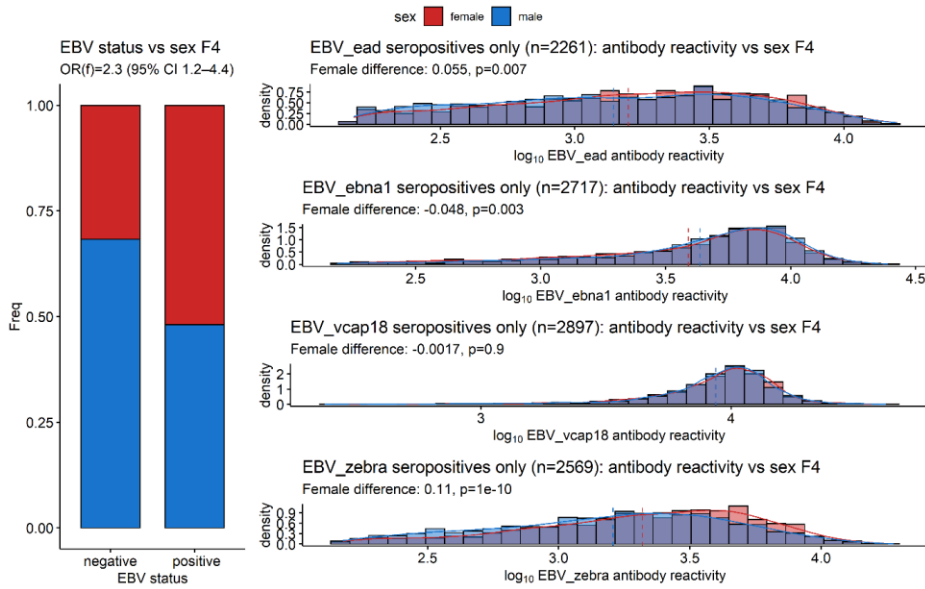 sex female male
EBV status vs sex F4
OR(f)=2.3 (95% CI 1.2–4.4)
1.00
0.75
0.50
0.25
0.00
Freq
negative positive
EBV status
EBV_ead seropositives only (n=2261): antibody reactivity vs sex F4
Female difference: 0.055, p=0.007
density
0.75
0.50
0.25
0.00
2.5 3.0 3.5 4.0
log10 EBV_ead antibody reactivity
EBV_ebna1 seropositives only (n=2717): antibody reactivity vs sex F4
Female difference: -0.048, p=0.003
density
1.5
1.0
0.5
0.0
2.5 3.0 3.5 4.0 4.5
log10 EBV_ebna1 antibody reactivity
EBV_vcap18 seropositives only (n=2897): antibody reactivity vs sex F4
Female difference: -0.0017, p=0.9
density
2
1
0
3 4
log10 EBV_vcap18 antibody reactivity
EBV_zebra seropositives only (n=2569): antibody reactivity vs sex F4
Female difference: 0.11, p=1e-10
density
0.9
0.6
0.3
0.0
2.5 3.0 3.5 4.0
log10 EBV_zebra antibody reactivity